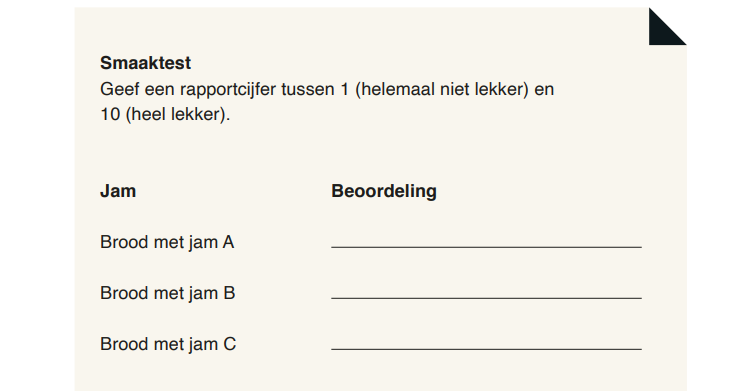 Smaaktest
Geef een rapportcijfer tussen 1 (helemaal niet lekker) en
10 (heel lekker).
Jam Beoordeling
Brood met jam A
Brood met jam B
Brood met jam C